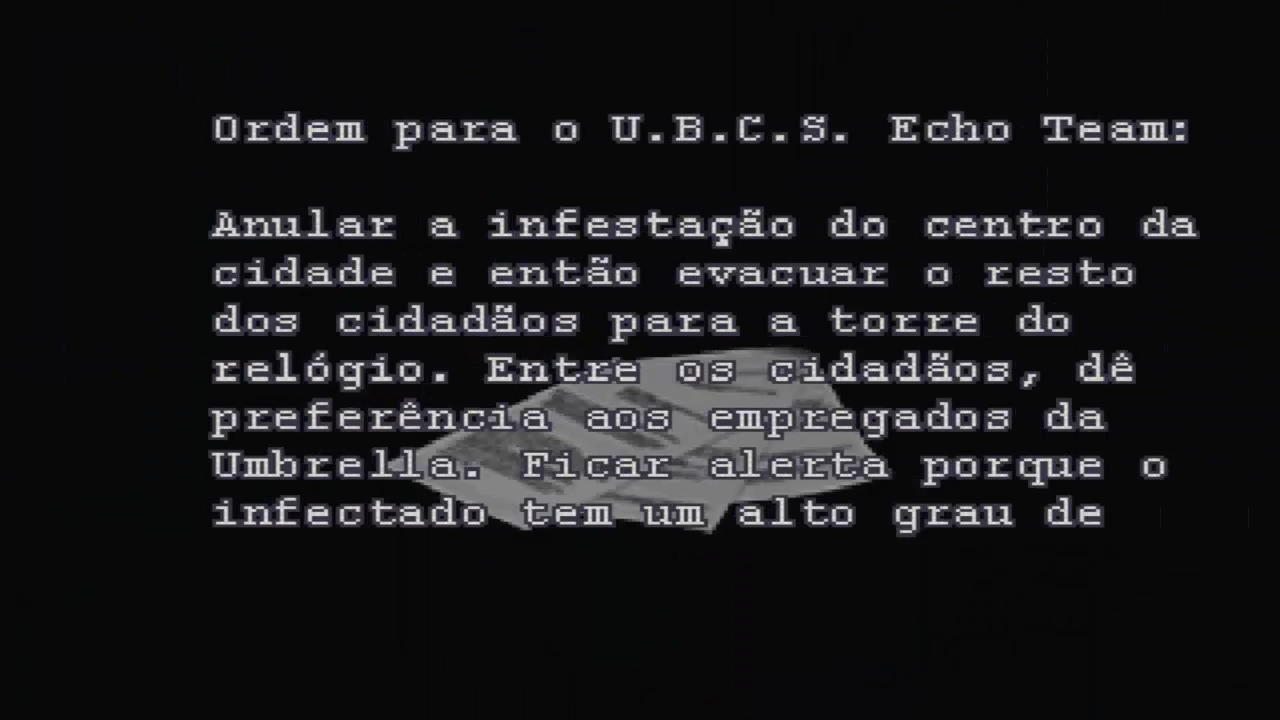 Ordem para o U.B.C.S. Echo Team:
Anular a infestação do centro da
cidade e então evacuar o resto
dos cidadãos para a torre do
relógio. Entre os cidadãos, dê
preferência aos empregados da
Umbrella. Ficar alerta porque o
infectado tem um alto grau de